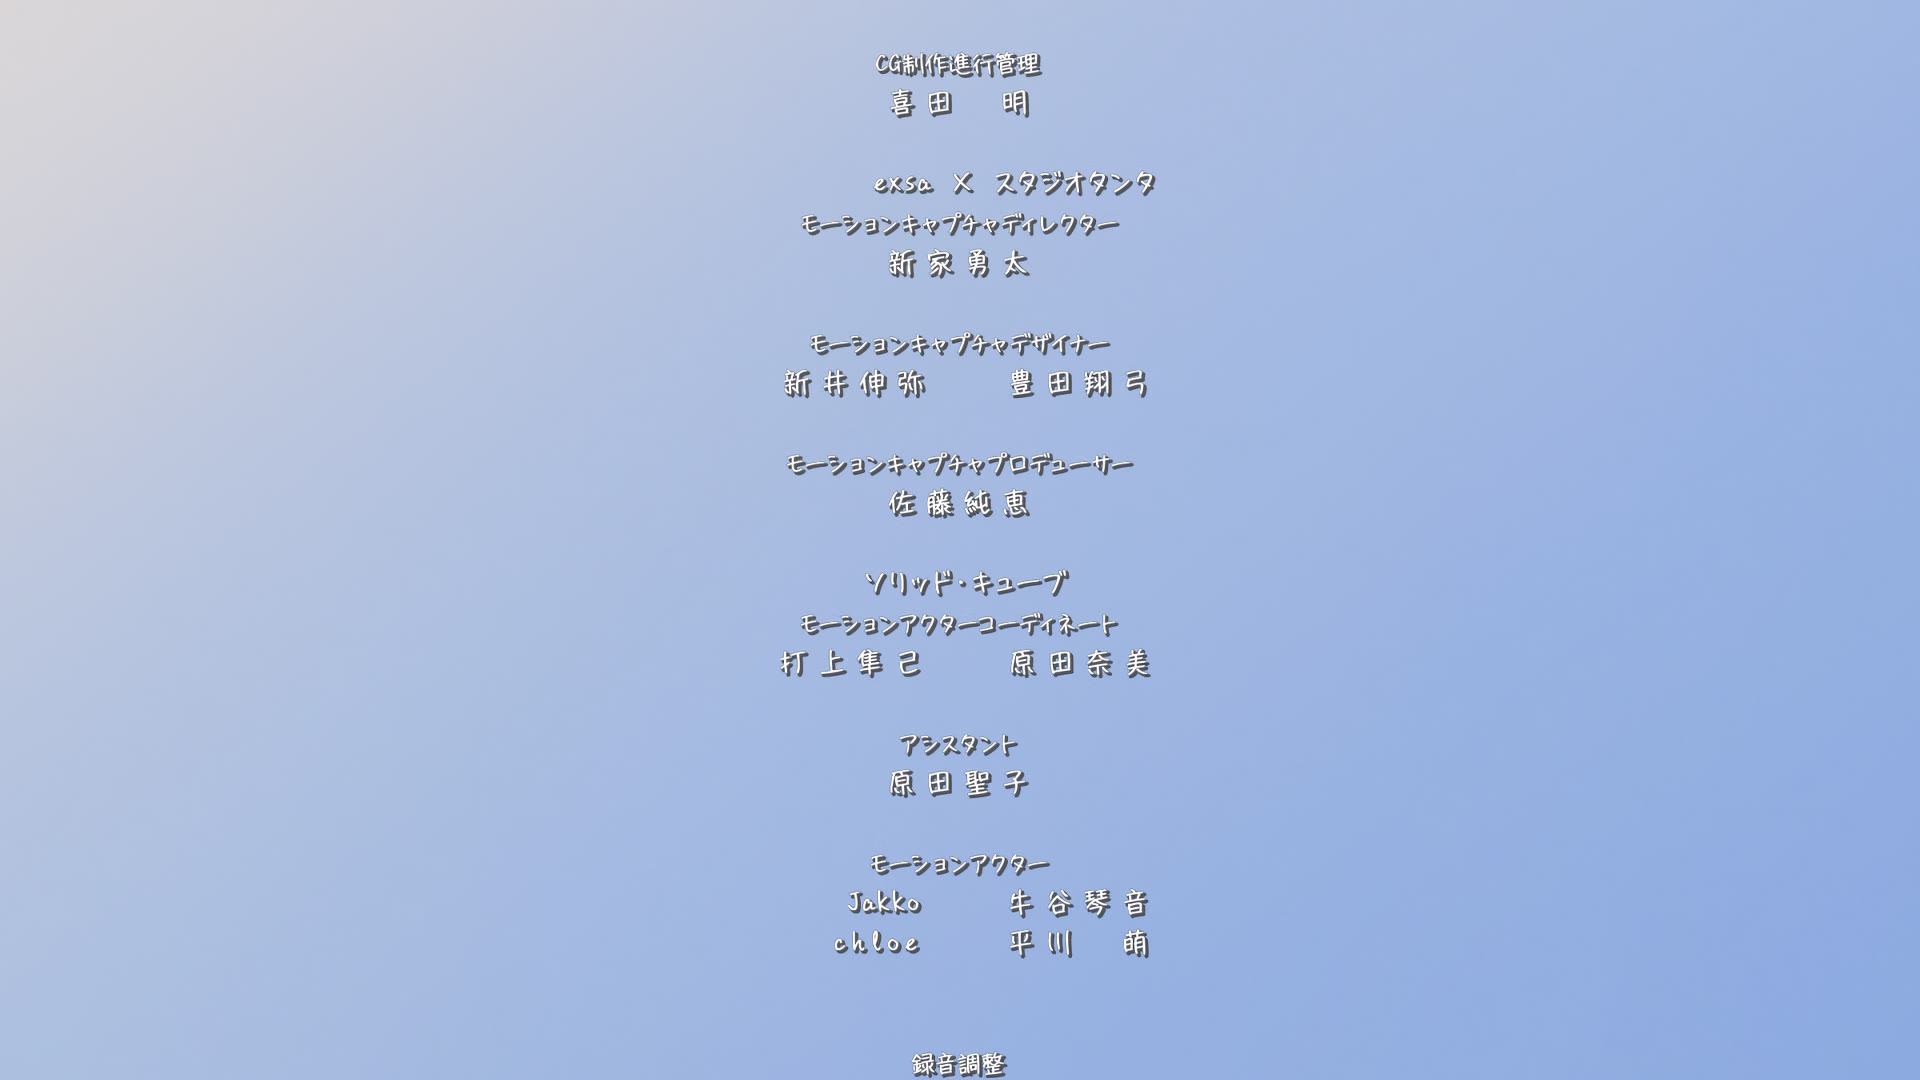 CG制作進行管理
喜田 明
exsa × スタジオタンタ
モーションキャプチャディレクター
新家勇太
モーションキャプチャデザイナー
新井伸弥 豊田翔弓
モーションキャプチャプロデューサー
佐藤純恵
ソリッド・キューブ
モーションアクターコーディネート
打上隼己 原田奈美
アシスタント
原田聖子
モーションアクター
Jakko 牛谷琴音
chloe 平川 萌
録音調整